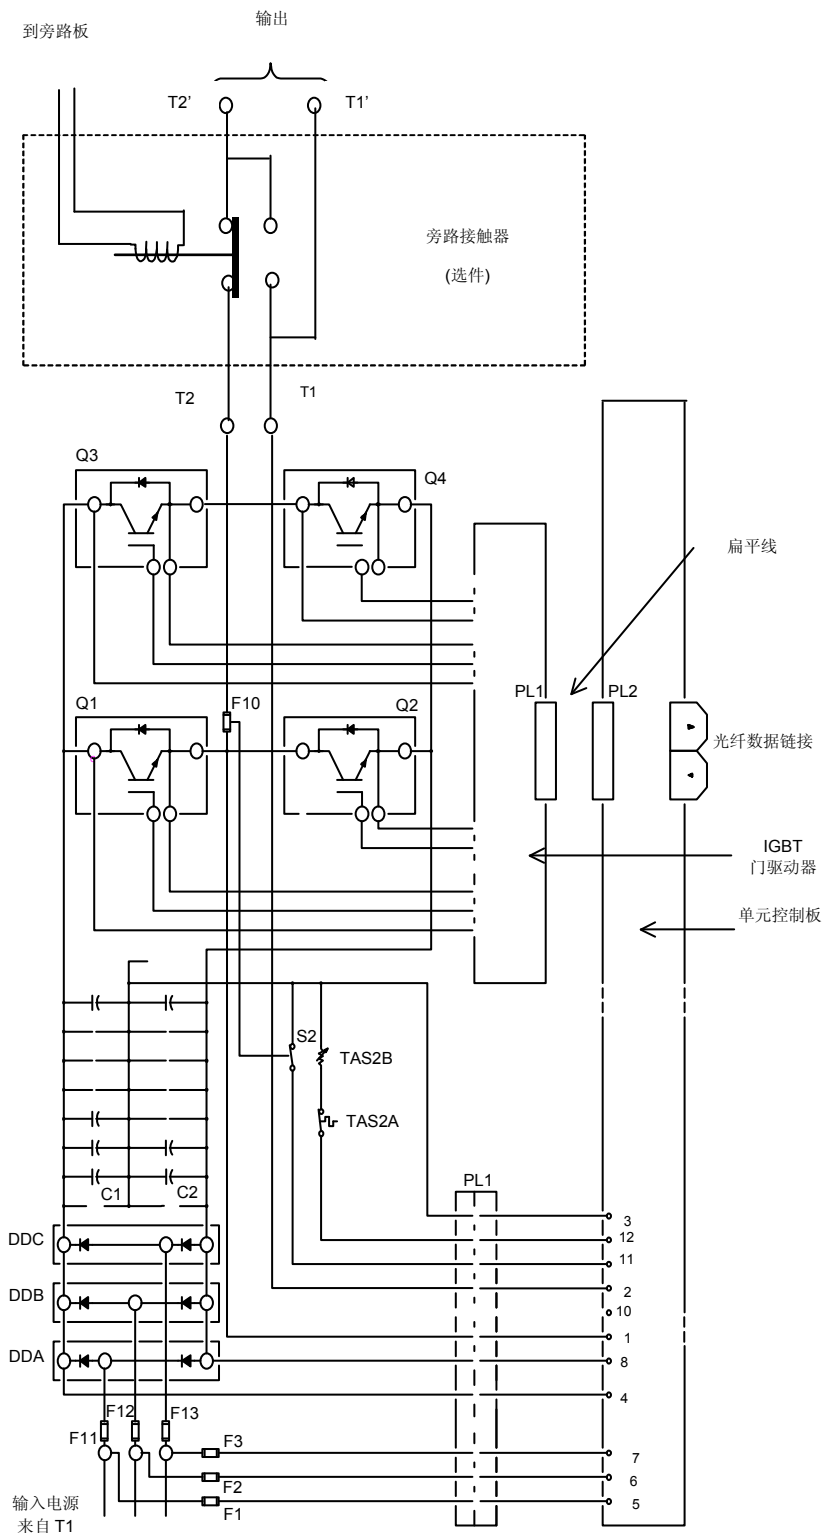 到旁路板
输出
T2’
T1’
旁路接触器
(选件)
T2
T1
Q3
Q4
扁平线
Q1
F10
Q2
PL1
PL2
光纤数据链接
IGBT
门驱动器
单元控制板
S2
TAS2B
TAS2A
PL1
C1
C2
3
DDC
12
11
DDB
2
10
1
DDA
8
4
F12
F13
F11
F3
7
F2
6
F1
5
输入电源
来自 T1